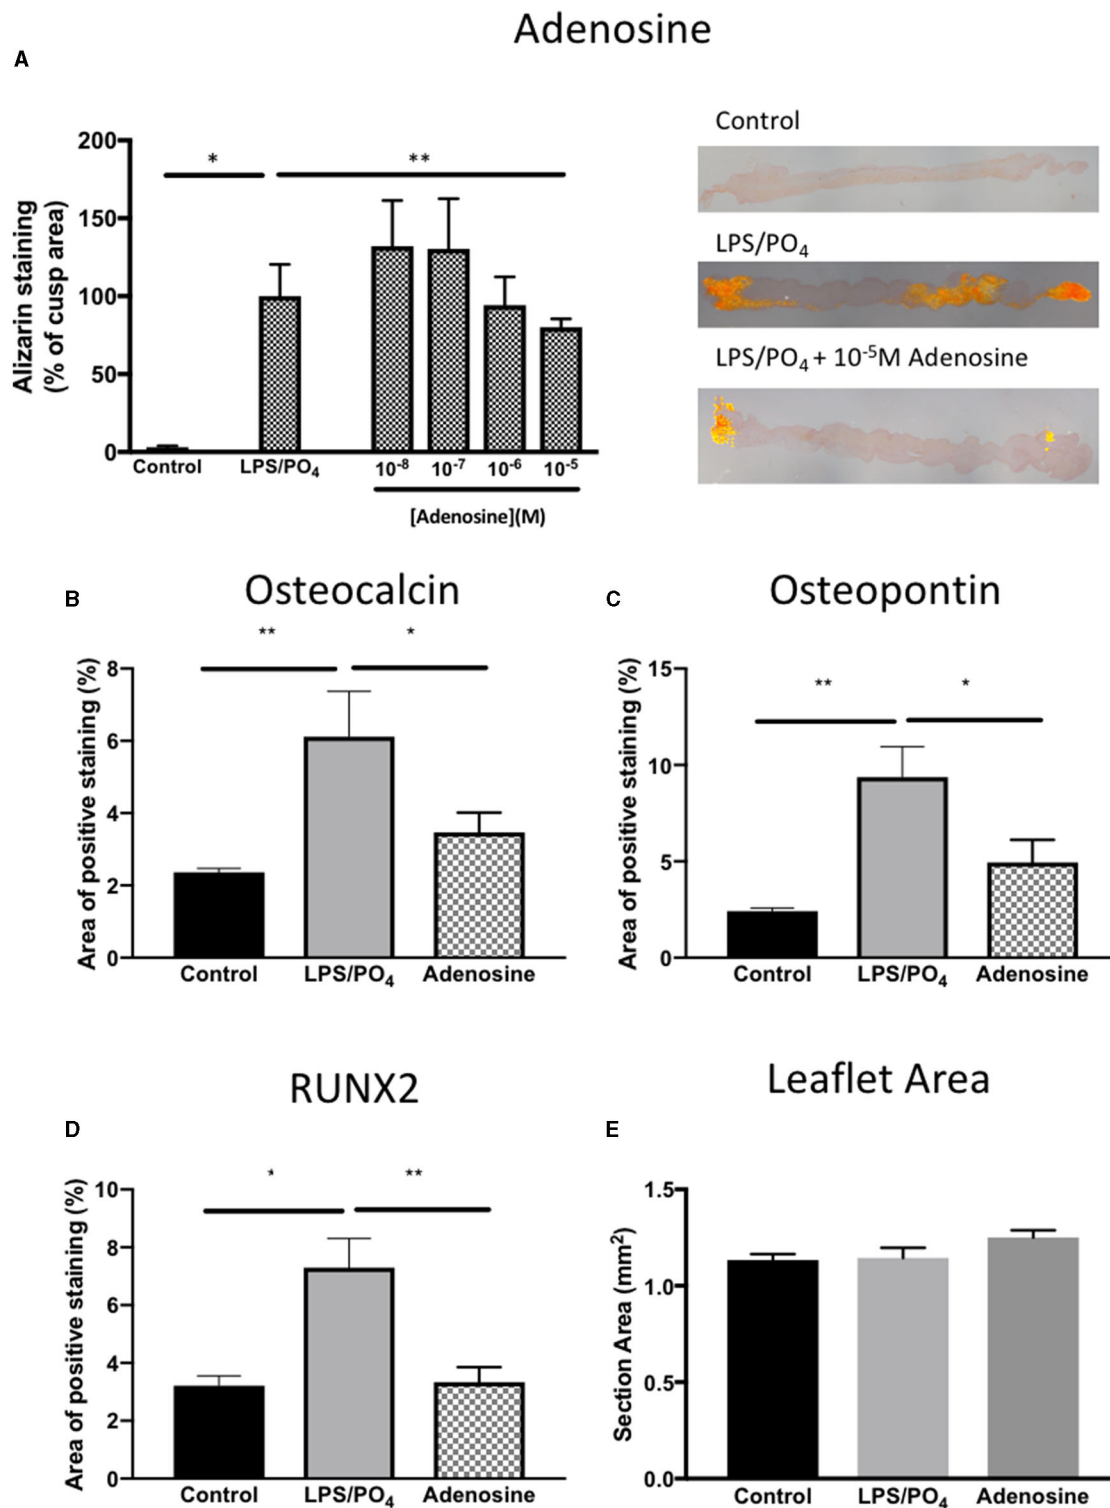 Adenosine
A
Alizarin staining
(% of cusp area)
200
150
100
50
0
*
**
Control
LPS/PO₄
10⁻⁸
10⁻⁷
10⁻⁶
10⁻⁵
[Adenosine](M)
Control
LPS/PO₄
LPS/PO₄ + 10⁻⁵M Adenosine
B
Osteocalcin
**
*
Area of positive staining (%)
8
6
4
2
0
Control
LPS/PO₄
Adenosine
C
Osteopontin
**
*
Area of positive staining (%)
15
10
5
0
Control
LPS/PO₄
Adenosine
D
RUNX2
*
**
Area of positive staining (%)
10
8
6
4
2
0
Control
LPS/PO₄
Adenosine
E
Leaflet Area
Section Area (mm²)
1.5
1.0
0.5
0.0
Control
LPS/PO₄
Adenosine